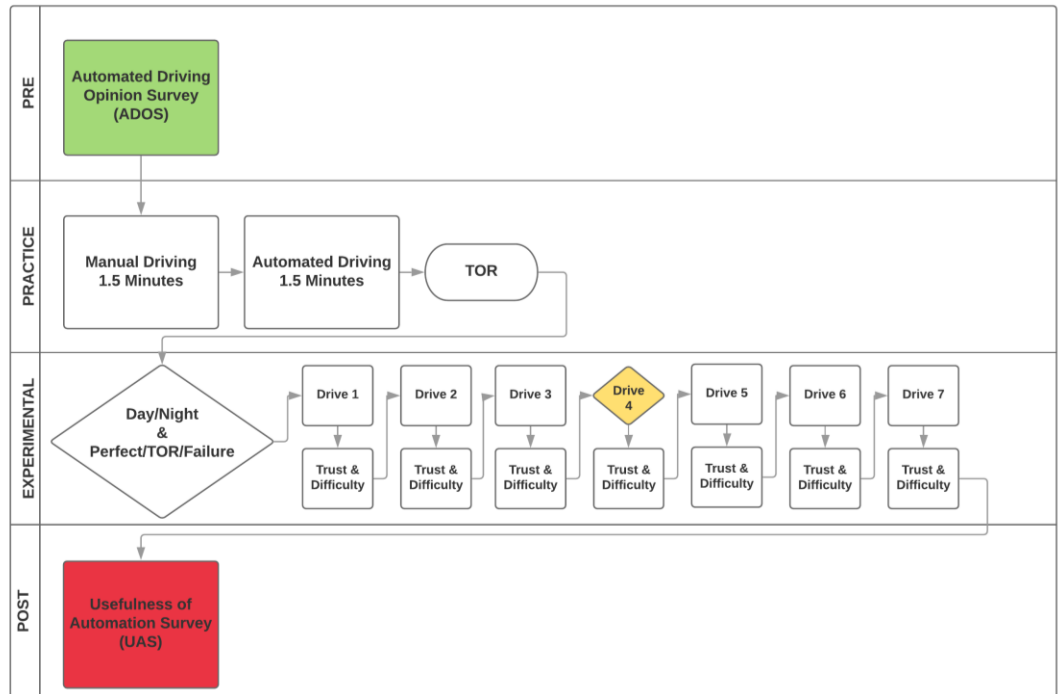 PRE
Automated Driving
Opinion Survey
(ADOS)
PRACTICE
Manual Driving
1.5 Minutes
Automated Driving
1.5 Minutes
TOR
EXPERIMENTAL
Day/Night
&
Perfect/TOR/Failure
Drive 1
Trust &
Difficulty
Drive 2
Trust &
Difficulty
Drive 3
Trust &
Difficulty
Drive
4
Trust &
Difficulty
Drive 5
Trust &
Difficulty
Drive 6
Trust &
Difficulty
Drive 7
Trust &
Difficulty
POST
Usefulness of
Automation Survey
(UAS)